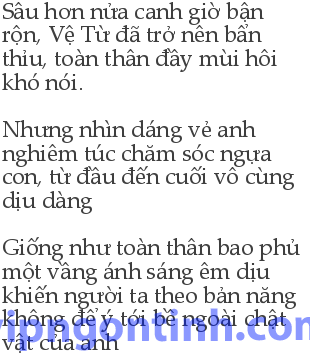 Sâu hơn nửa canh giờ bận
rộn, Vệ Từ đã trở nên bẩn
thỉu, toàn thân đầy mùi hôi
khó nói.
Nhưng nhìn dáng vẻ anh
nghiêm túc chăm sóc ngựa
con, từ đầu đến cuối vô cùng
dịu dàng
Giống như toàn thân bao phủ
một vầng ánh sáng êm dịu
khiến người ta theo bản năng
không để ý tới bề ngoài chật
vật của anh
vipngontinh.com